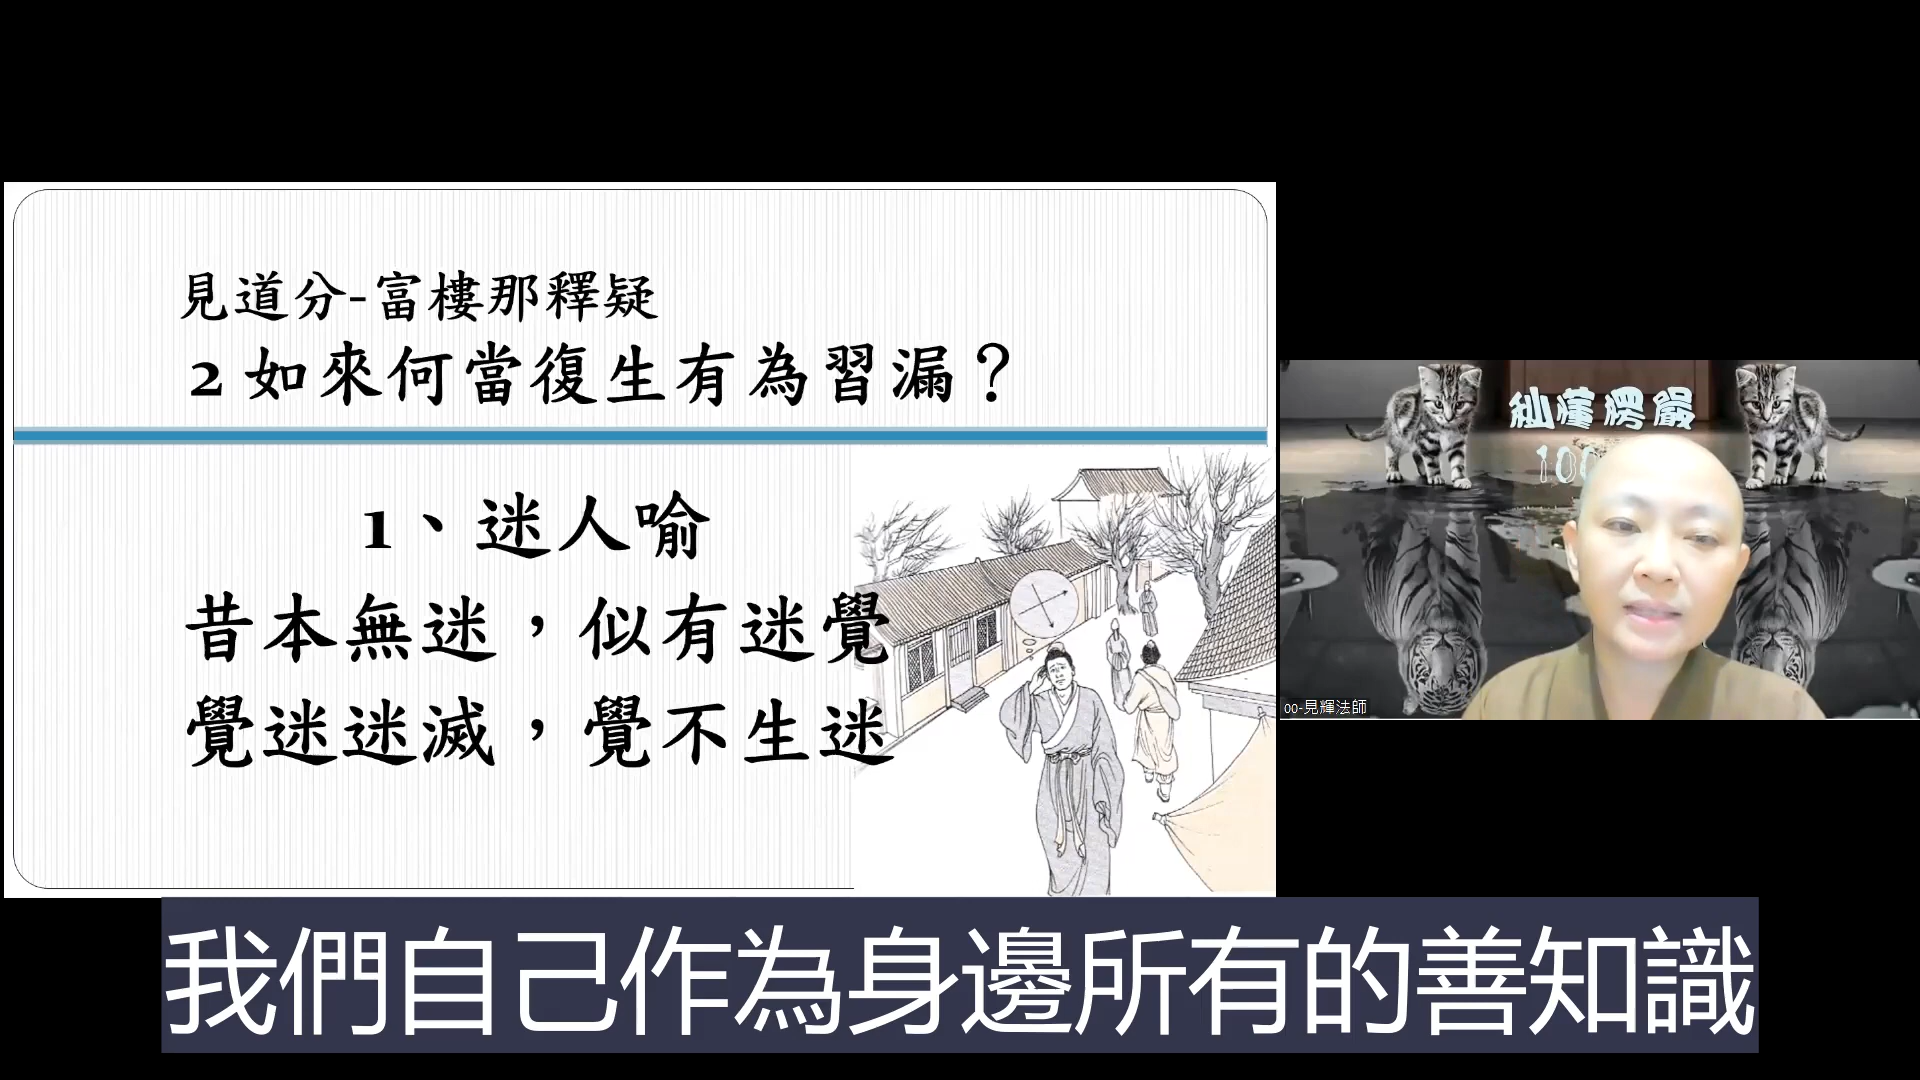 見道分-富樓那釋疑
2 如來何當復生有為習漏？
1、迷人喻
昔本無迷，似有迷覺
覺迷迷滅，覺不生迷
楞嚴
100
00-見輝法師
我們自己作為身邊所有的善知識